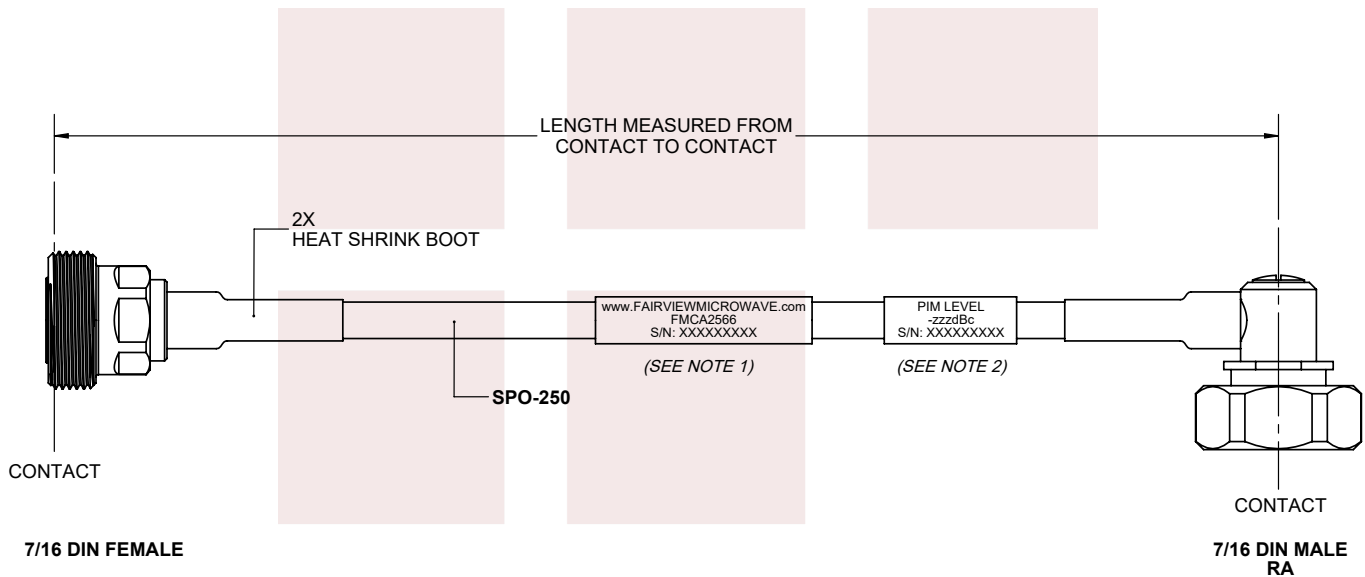 LENGTH MEASURED FROM
CONTACT TO CONTACT
2X
HEAT SHRINK BOOT
www.FAIRVIEWMICROWAVE.com
FMCA2566
S/N: XXXXXXXXX
PIM LEVEL
-zzzdBc
S/N: XXXXXXXXX
(SEE NOTE 1)
(SEE NOTE 2)
SPO-250
CONTACT
CONTACT
7/16 DIN FEMALE
7/16 DIN MALE
RA